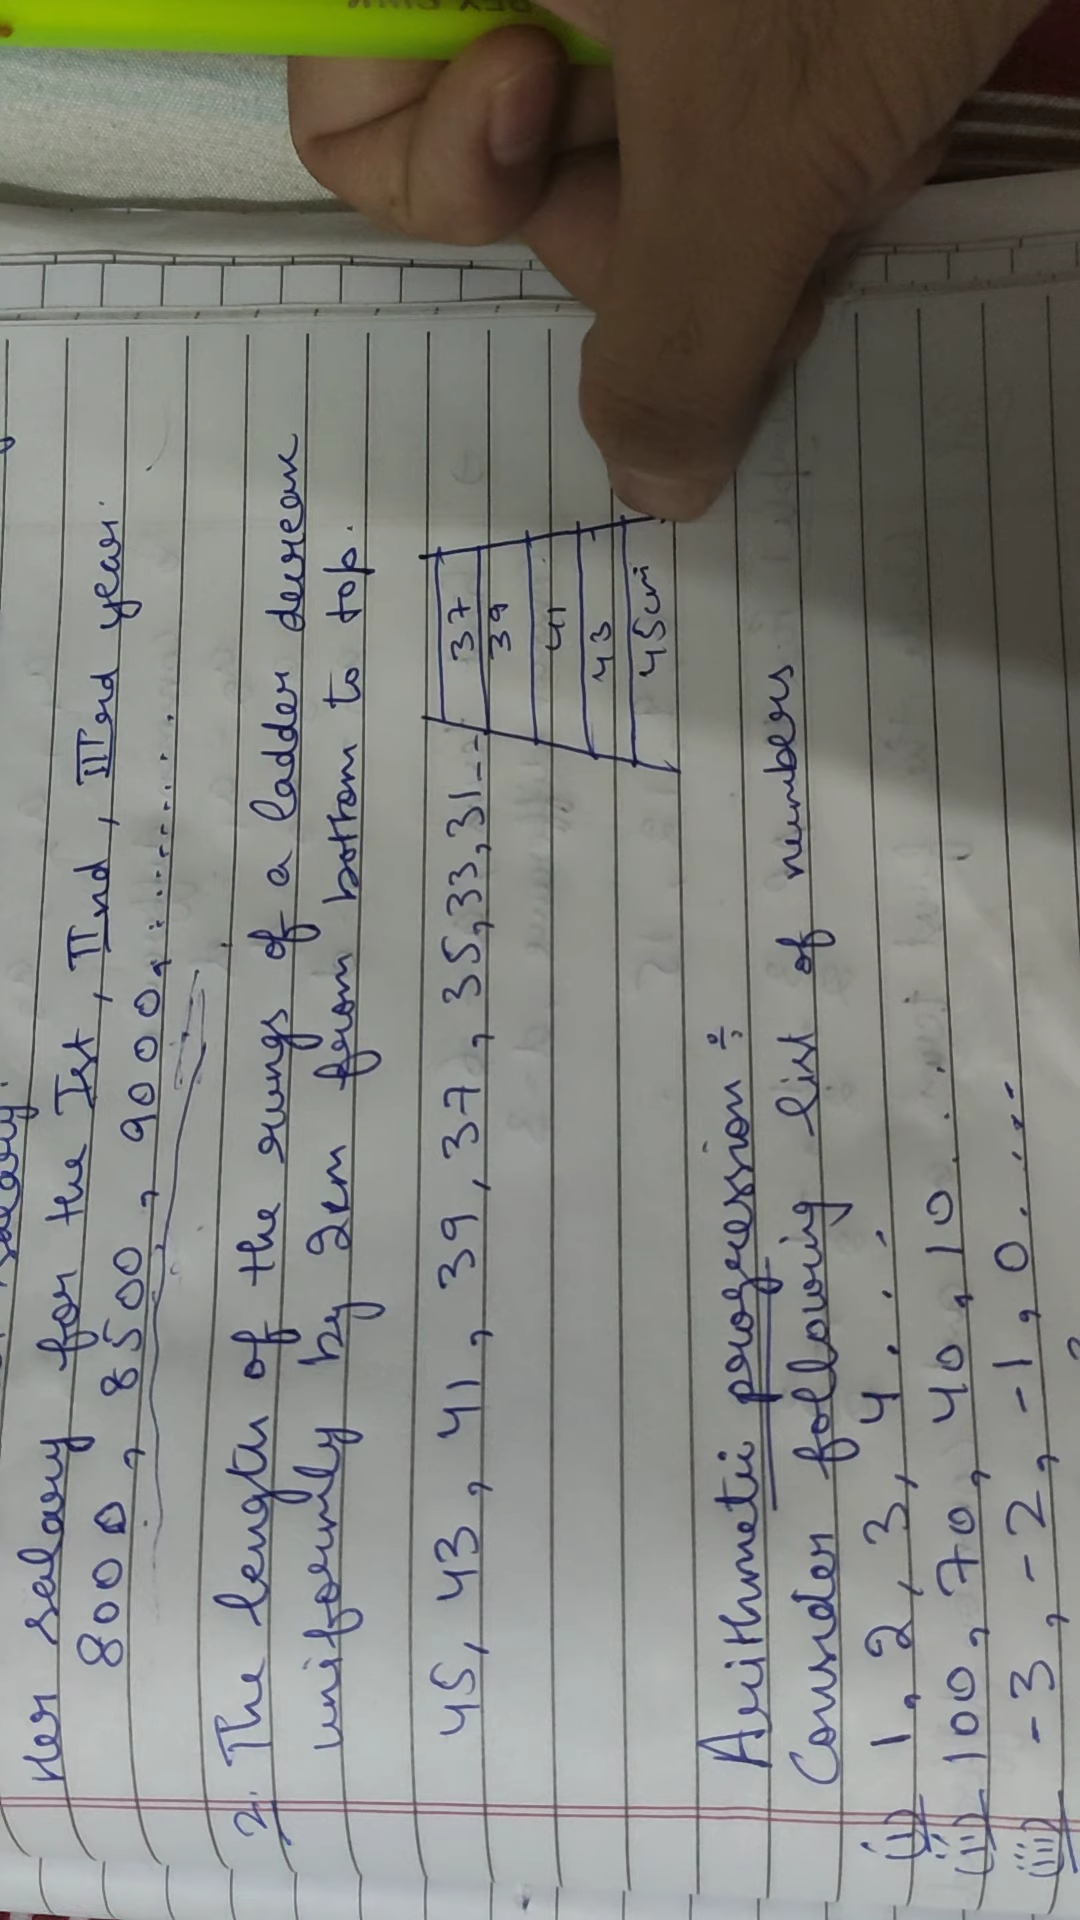 salary.
Her salary for the Ist, IInd, IIIerd year.
8000, 8500, 9000, .........
2. The length of the rungs of a ladder decrease
uniformly by 2cm from bottom to top.
45, 43, 41, 39, 37, 35, 33, 31--
37
39
41
43
45cm
Arithmetic progression ÷
Consider following list of numbers
(i) 1, 2, 3, 4 . . .
(ii) 100, 70, 40, 10 . . .
(iii) -3, -2, -1, 0 . . . .